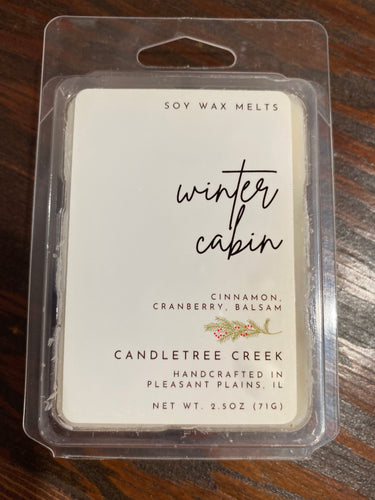 SOY WAX MELTS
winter
cabin
CINNAMON,
CRANBERRY, BALSAM
CANDLETREE CREEK
HANDCRAFTED IN
PLEASANT PLAINS, IL
NET WT. 2.5OZ (71G)